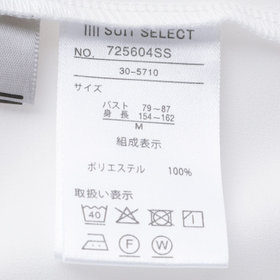 SUIT SELECT
NO. 725604SS
30-5710
サイズ
バスト 79~87
身長 154~162
M
組成表示
ポリエステル 100%
取扱い表示
40
F W